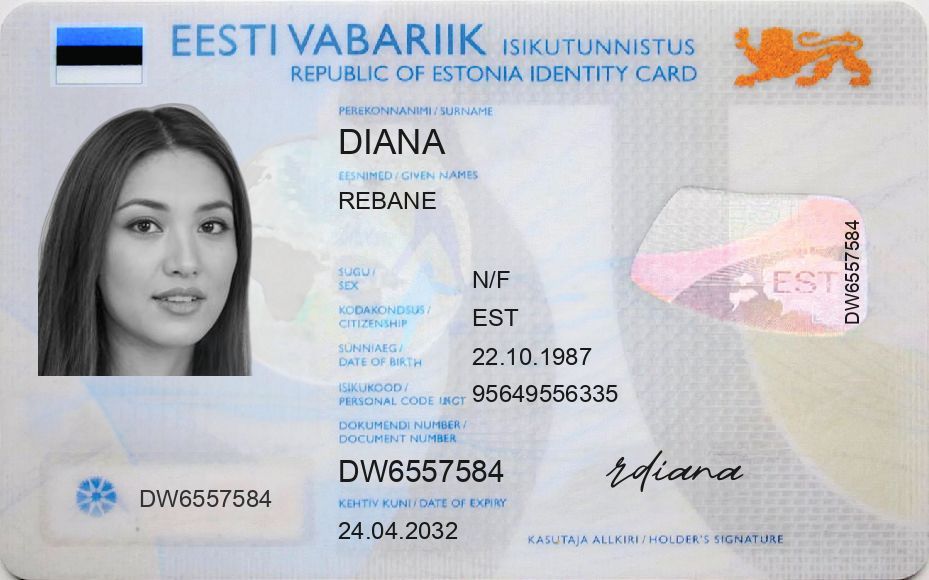 EESTI VABARIIK ISIKUTUNNISTUS
REPUBLIC OF ESTONIA IDENTITY CARD
PEREKONNANIMI / SURNAME
DIANA
EESNIMED / GIVEN NAMES
REBANE
SUGU /
SEX
N/F
KODAKONDSUS /
CITIZENSHIP
EST
SÜNNIAEG /
DATE OF BIRTH
22.10.1987
ISIKUKOOD /
PERSONAL CODE
95649556335
DOKUMENDI NUMBER /
DOCUMENT NUMBER
DW6557584
KEHTIV KUNI / DATE OF EXPIRY
24.04.2032
DW6557584
EST
DW6557584
rdiana
KASUTAJA ALLKIRI / HOLDER'S SIGNATURE